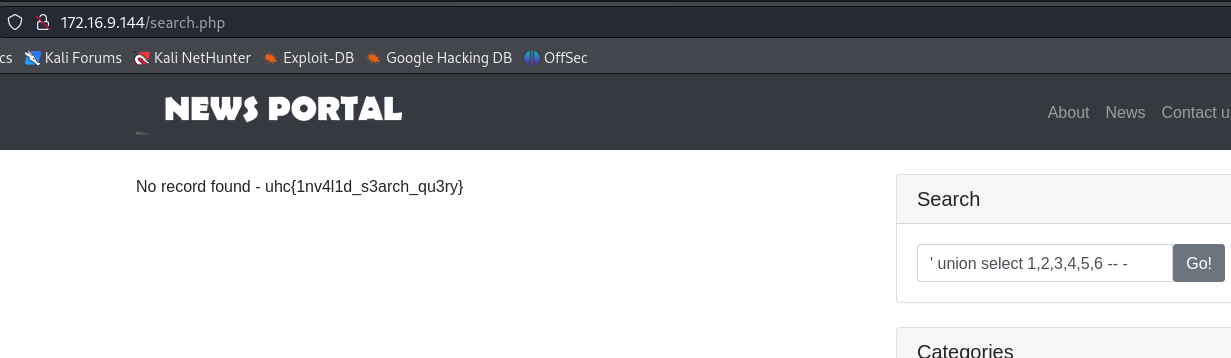 172.16.9.144/search.php
cs Kali Forums Kali NetHunter Exploit-DB Google Hacking DB OffSec
NEWS PORTAL
About News Contact u
No record found - uhc{1nv4l1d_s3arch_qu3ry}
Search
' union select 1,2,3,4,5,6 -- - Go!
Categories